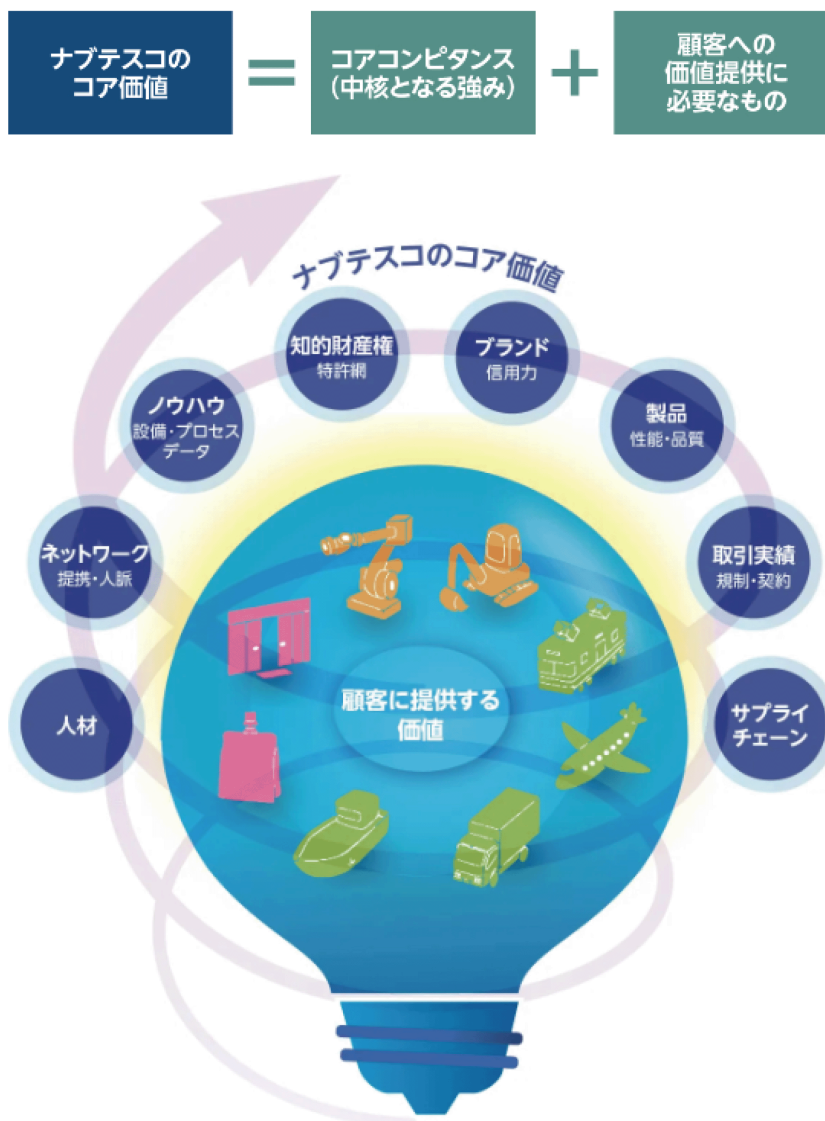 ナブテスコの
コア価値
=
コアコンピタンス
(中核となる強み)
+
顧客への
価値提供に
必要なもの
ナブテスコのコア価値
知的財産権
特許網
ブランド
信用力
ノウハウ
設備・プロセス
データ
製品
性能・品質
ネットワーク
提携・人脈
取引実績
規制・契約
人材
顧客に提供する
価値
サプライ
チェーン